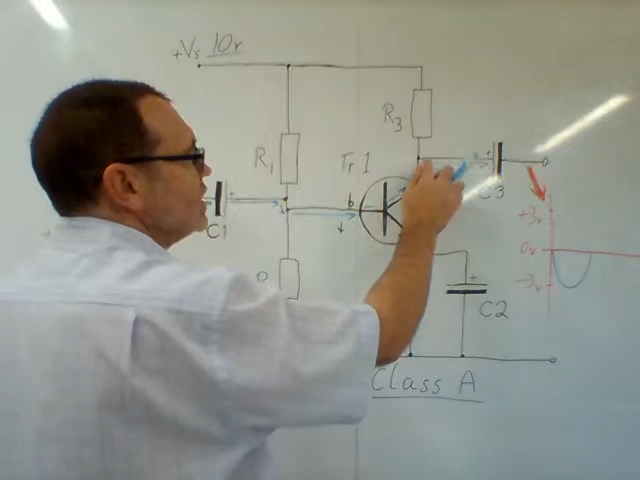 +Vs 10v
R3
R1
Tr 1
+
+
b
C1
C3
+3v
0v
-3v
+
C2
Class A